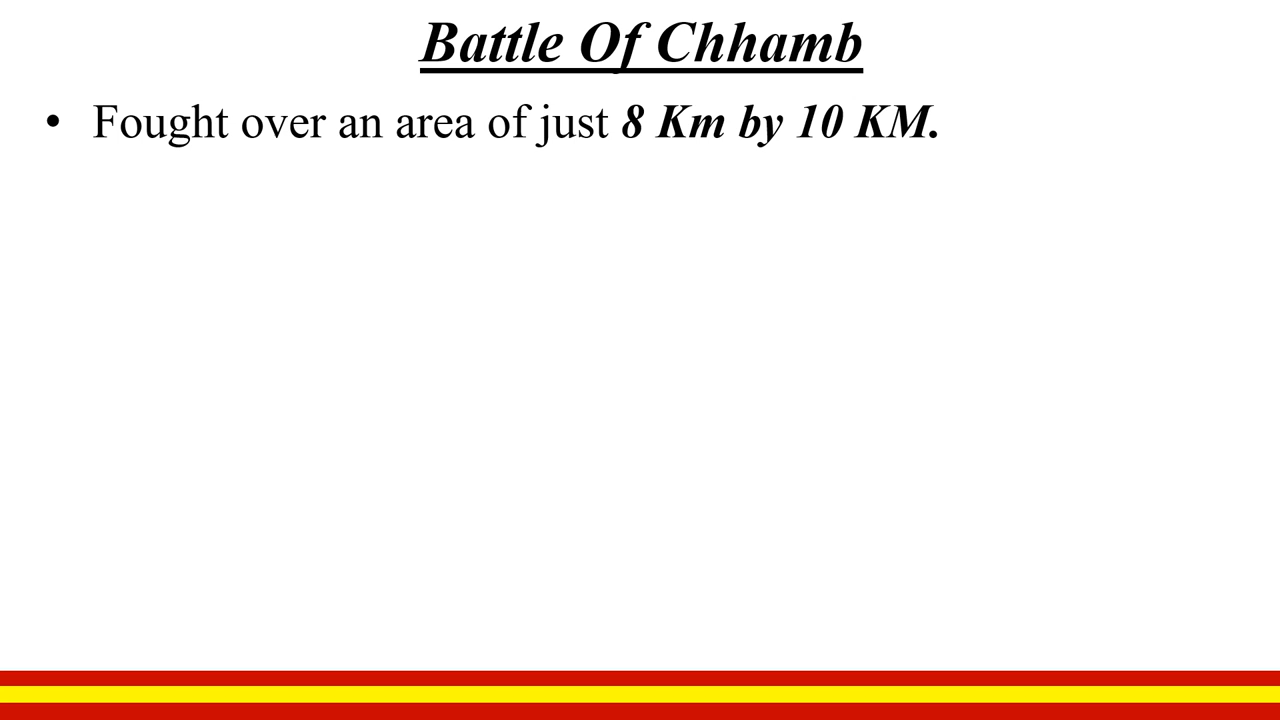 Battle Of Chhamb
• Fought over an area of just 8 Km by 10 KM.